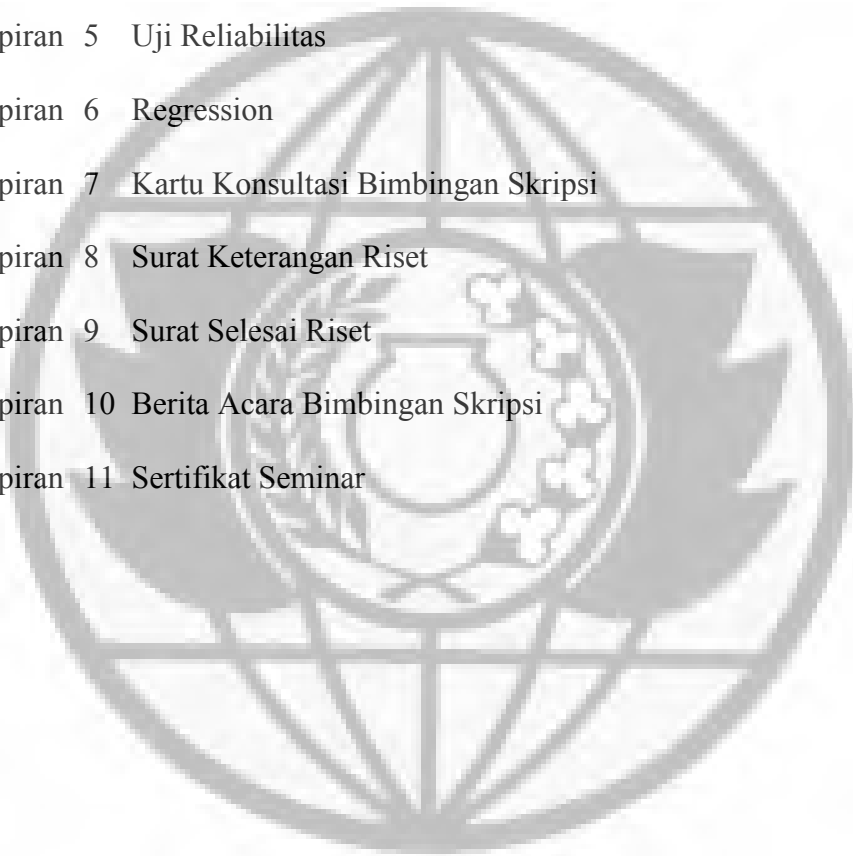 piran 5 Uji Reliabilitas
piran 6 Regression
piran 7 Kartu Konsultasi Bimbingan Skripsi
piran 8 Surat Keterangan Riset
piran 9 Surat Selesai Riset
piran 10 Berita Acara Bimbingan Skripsi
piran 11 Sertifikat Seminar